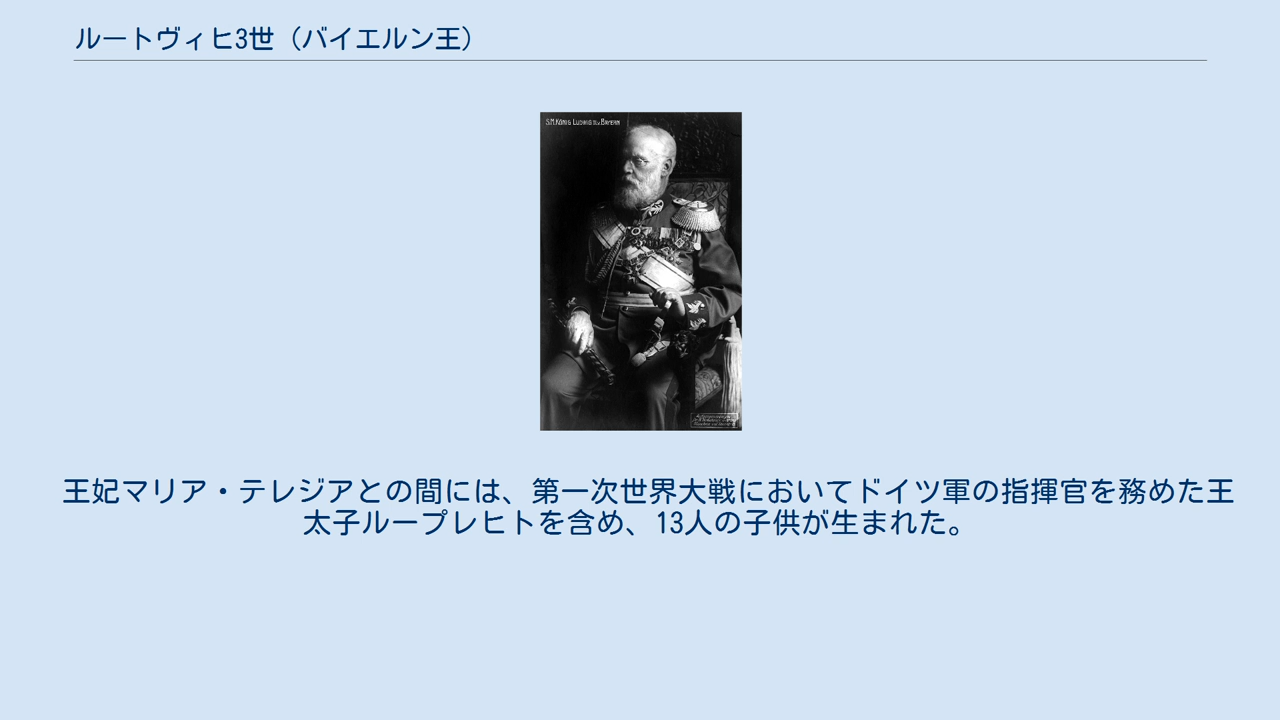 ルートヴィヒ3世（バイエルン王）
S.M.König Ludwig III.v.Bayern
王妃マリア・テレジアとの間には、第一次世界大戦においてドイツ軍の指揮官を務めた王
太子ループレヒトを含め、13人の子供が生まれた。